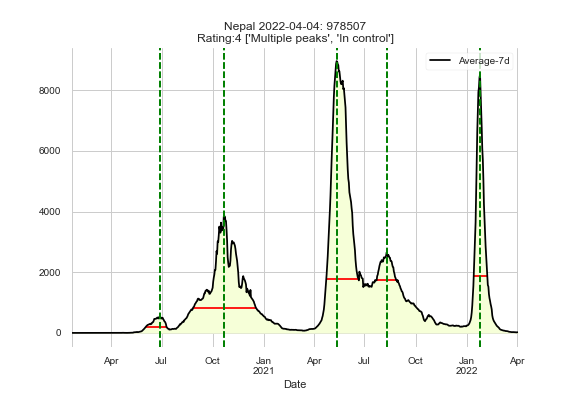 Nepal 2022-04-04: 978507
Rating:4 ['Multiple peaks', 'In control']
Average-7d
8000
6000
4000
2000
0
Apr
Jul
Oct
Jan
2021
Apr
Jul
Oct
Jan
2022
Apr
Date